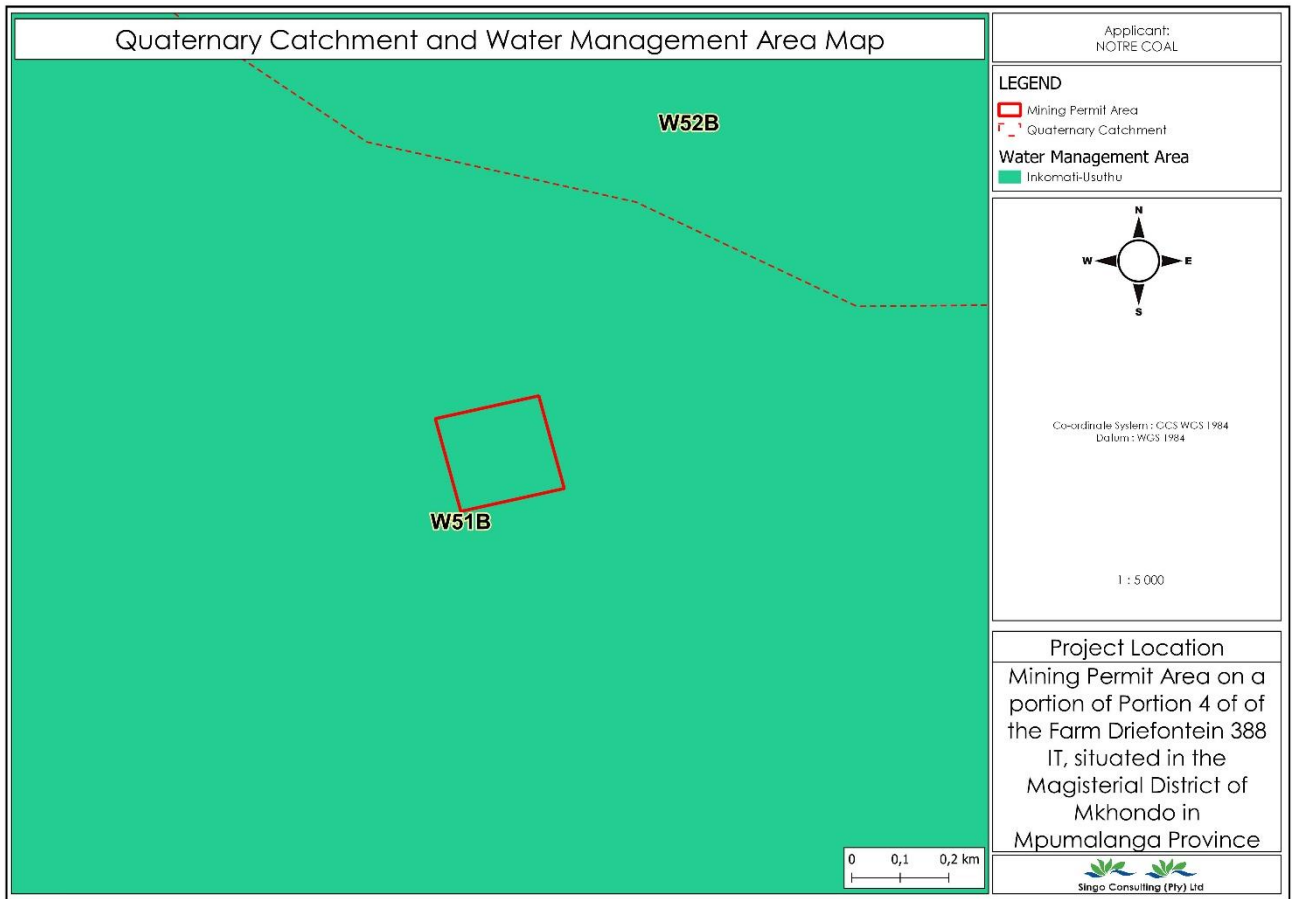 Quaternary Catchment and Water Management Area Map
W52B
W51B
0 0,1 0,2 km
Applicant:
NOTRE COAL
LEGEND
Mining Permit Area
Quaternary Catchment
Water Management Area
Inkomati-Usuthu
N
W E
S
Co-ordinate System : GCS WGS 1984
Datum : WGS 1984
1 : 5 000
Project Location
Mining Permit Area on a
portion of Portion 4 of of
the Farm Driefontein 388
IT, situated in the
Magisterial District of
Mkhondo in
Mpumalanga Province
Singo Consulting (Pty) Ltd